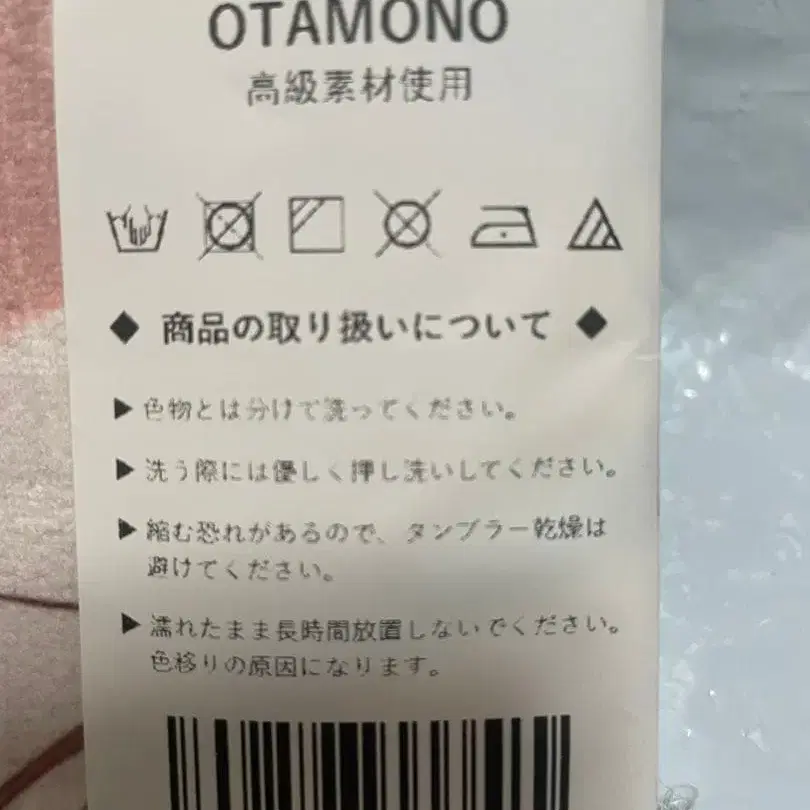 OTAMONO
高級素材使用
◆ 商品の取り扱いについて ◆
▶色物とは分けて洗ってください。
▶洗う際には優しく押し洗いしてください。
▶縮む恐れがあるので、タンブラー乾燥は
避けてください。
▶濡れたまま長時間放置しないでください。
色移りの原因になります。